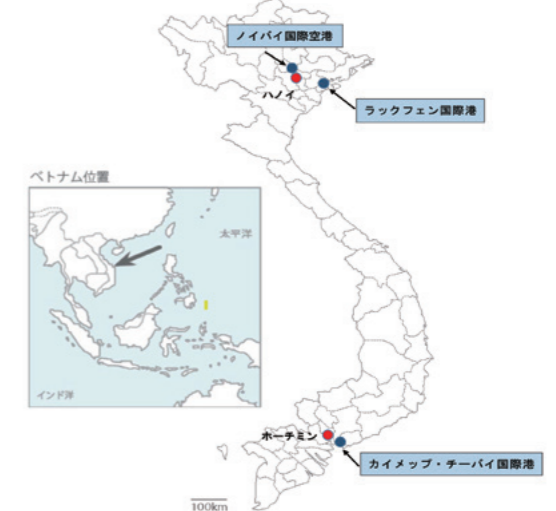 ノイバイ国際空港
ハノイ
ラックフェン国際港
ベトナム位置
太平洋
インド洋
ホーチミン
カイメップ・チーバイ国際港
100km